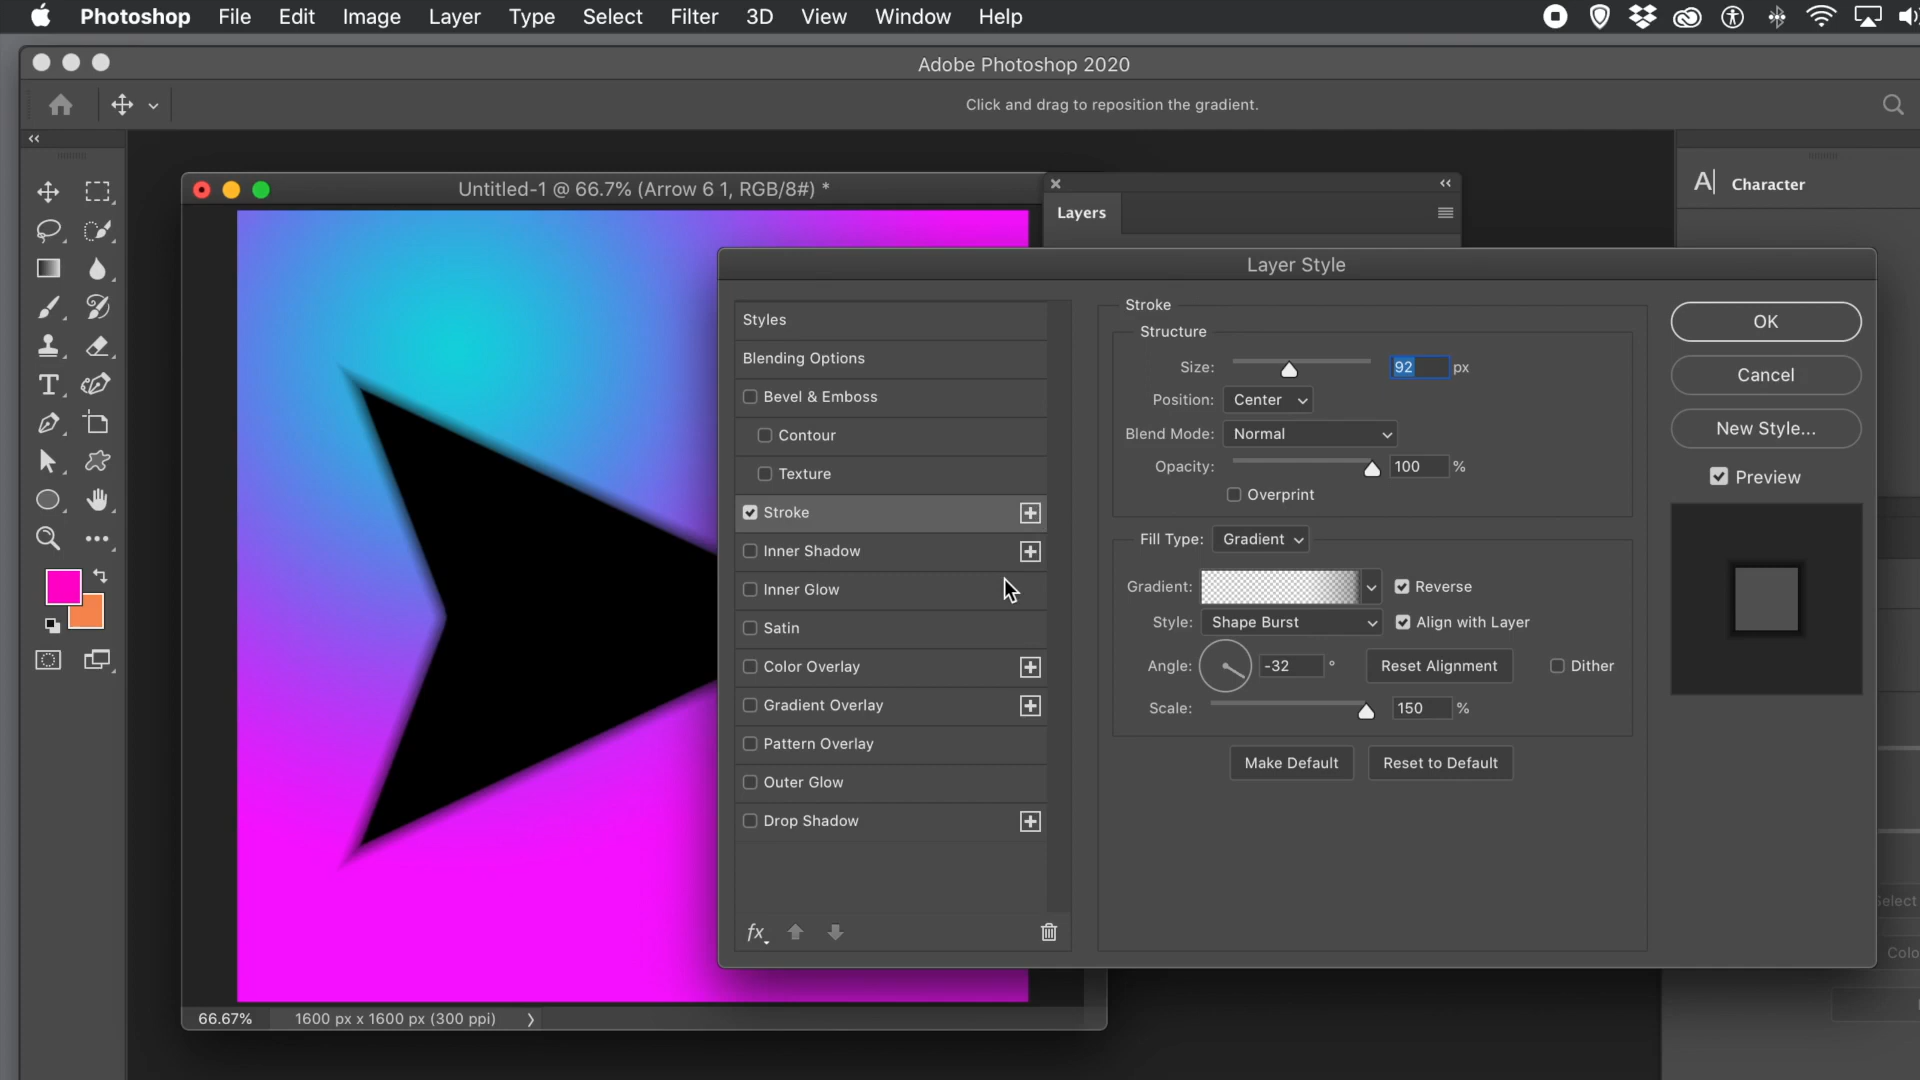 Photoshop File Edit Image Layer Type Select Filter 3D View Window Help
Adobe Photoshop 2020
Click and drag to reposition the gradient.
Untitled-1 @ 66.7% (Arrow 6 1, RGB/8#) *
Layers
A| Character
Layer Style
Styles
Blending Options
Bevel & Emboss
Contour
Texture
Stroke
Inner Shadow
Inner Glow
Satin
Color Overlay
Gradient Overlay
Pattern Overlay
Outer Glow
Drop Shadow
fx
Stroke
Structure
Size: 92 px
Position: Center
Blend Mode: Normal
Opacity: 100 %
Overprint
Fill Type: Gradient
Gradient: Reverse
Style: Shape Burst Align with Layer
Angle: -32 ° Reset Alignment Dither
Scale: 150 %
Make Default Reset to Default
OK
Cancel
New Style...
Preview
66.67% 1600 px x 1600 px (300 ppi)